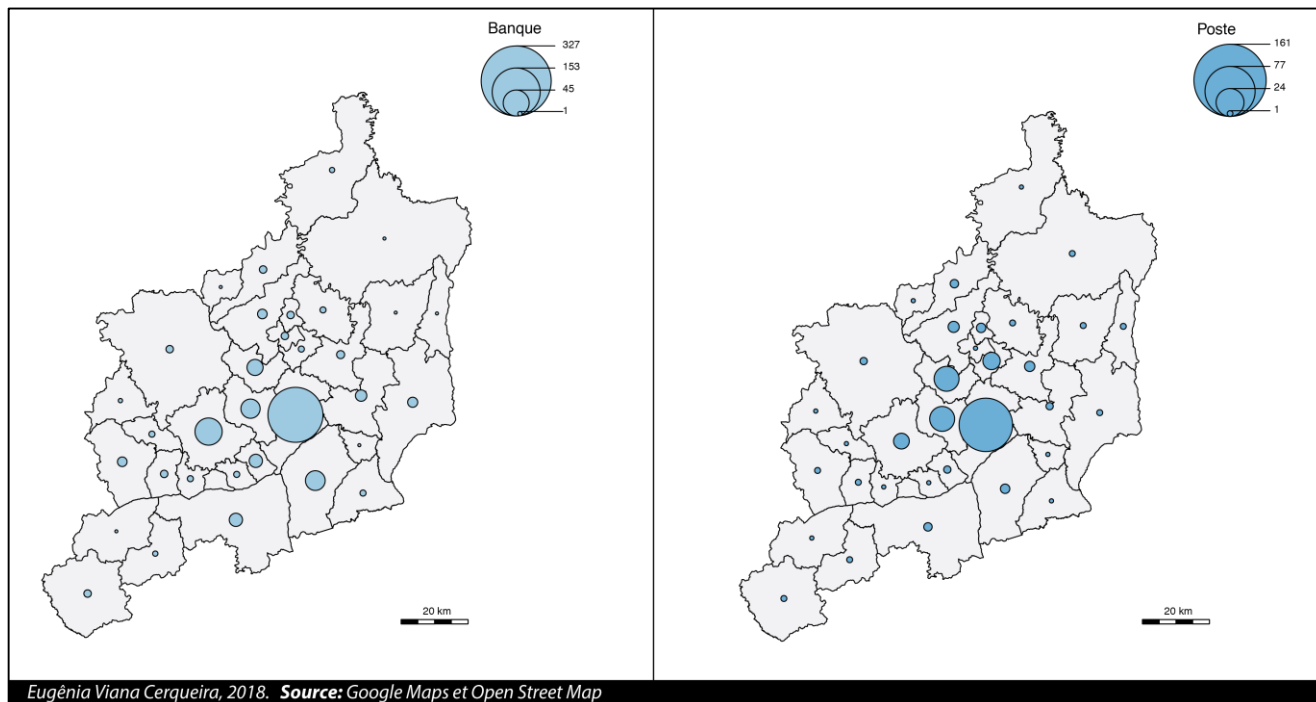 Banque
327
153
45
1
20 km
Poste
161
77
24
1
20 km
Eugênia Viana Cerqueira, 2018. Source: Google Maps et Open Street Map